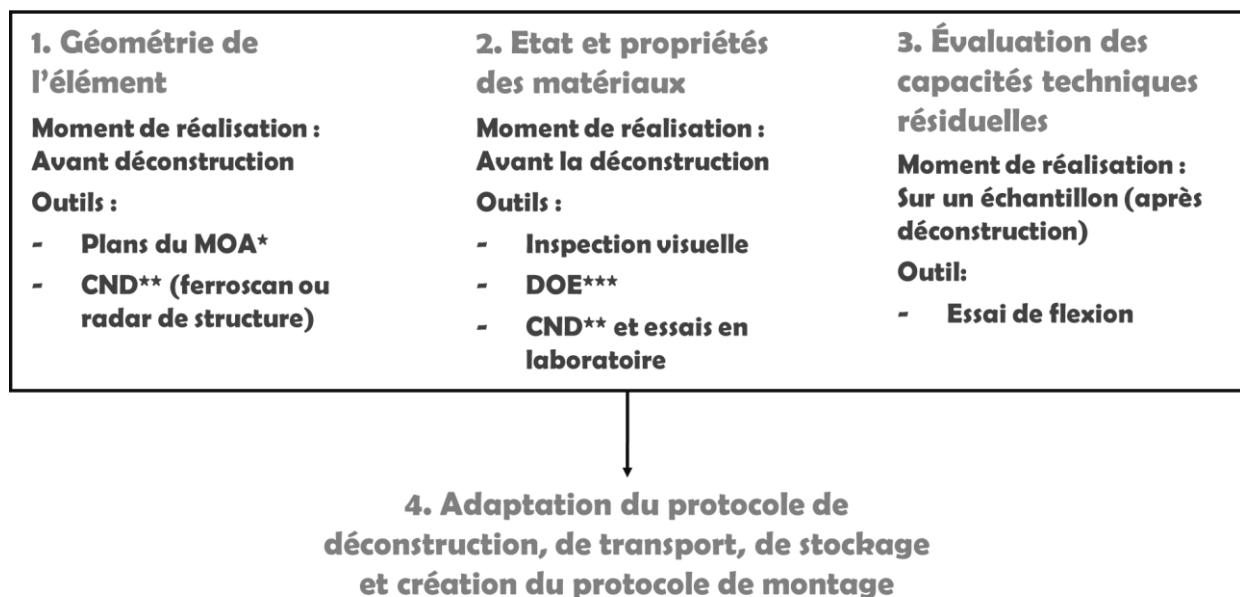 1. Géométrie de
l'élément
Moment de réalisation :
Avant déconstruction
Outils :
- Plans du MOA*
- CND** (ferroscan ou
radar de structure)
2. Etat et propriétés
des matériaux
Moment de réalisation :
Avant la déconstruction
Outils :
- Inspection visuelle
- DOE***
- CND** et essais en
laboratoire
3. Évaluation des
capacités techniques
résiduelles
Moment de réalisation :
Sur un échantillon (après
déconstruction)
Outil:
- Essai de flexion
4. Adaptation du protocole de
déconstruction, de transport, de stockage
et création du protocole de montage